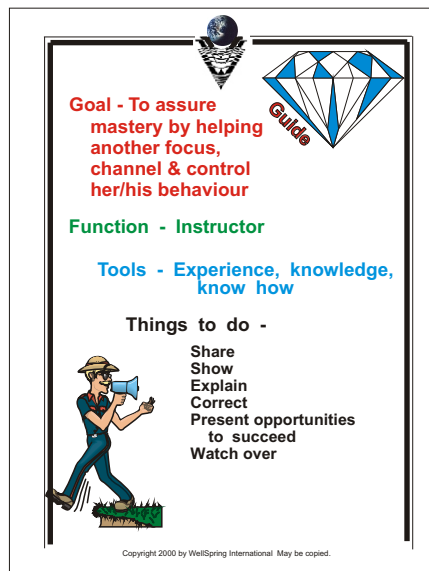 Guide
Goal - To assure
mastery by helping
another focus,
channel & control
her/his behaviour
Function - Instructor
Tools - Experience, knowledge,
know how
Things to do -
Share
Show
Explain
Correct
Present opportunities
to succeed
Watch over
Copyright 2000 by WellSpring International May be copied.